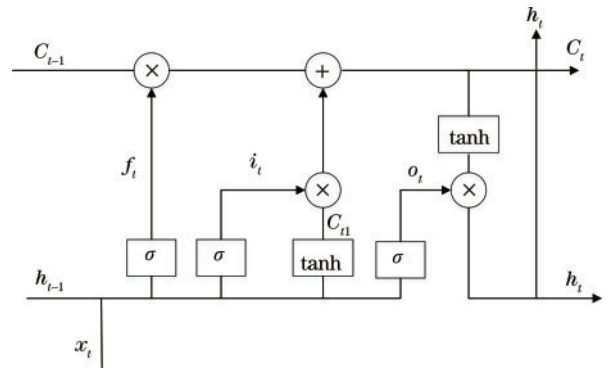 h_t
C_{t-1}
×
+
C_t
tanh
f_t
i_t
×
o_t
×
C_{t1}
σ
σ
tanh
σ
h_{t-1}
h_t
x_t